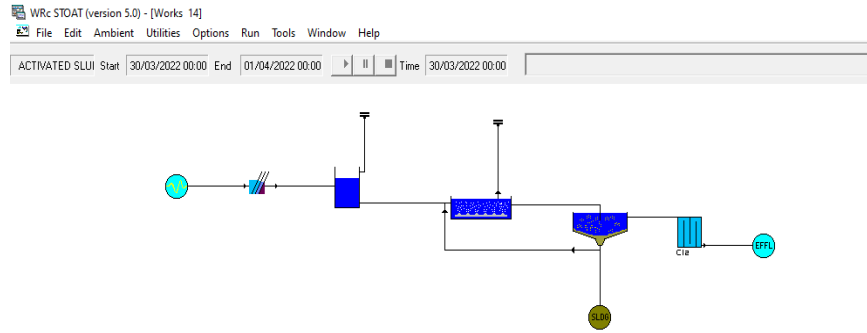 WRc STOAT (version 5.0) - [Works 14]
File Edit Ambient Utilities Options Run Tools Window Help
ACTIVATED SLUI Start 30/03/2022 00:00 End 01/04/2022 00:00 Time 30/03/2022 00:00
Cl2
EFFL
SLDG